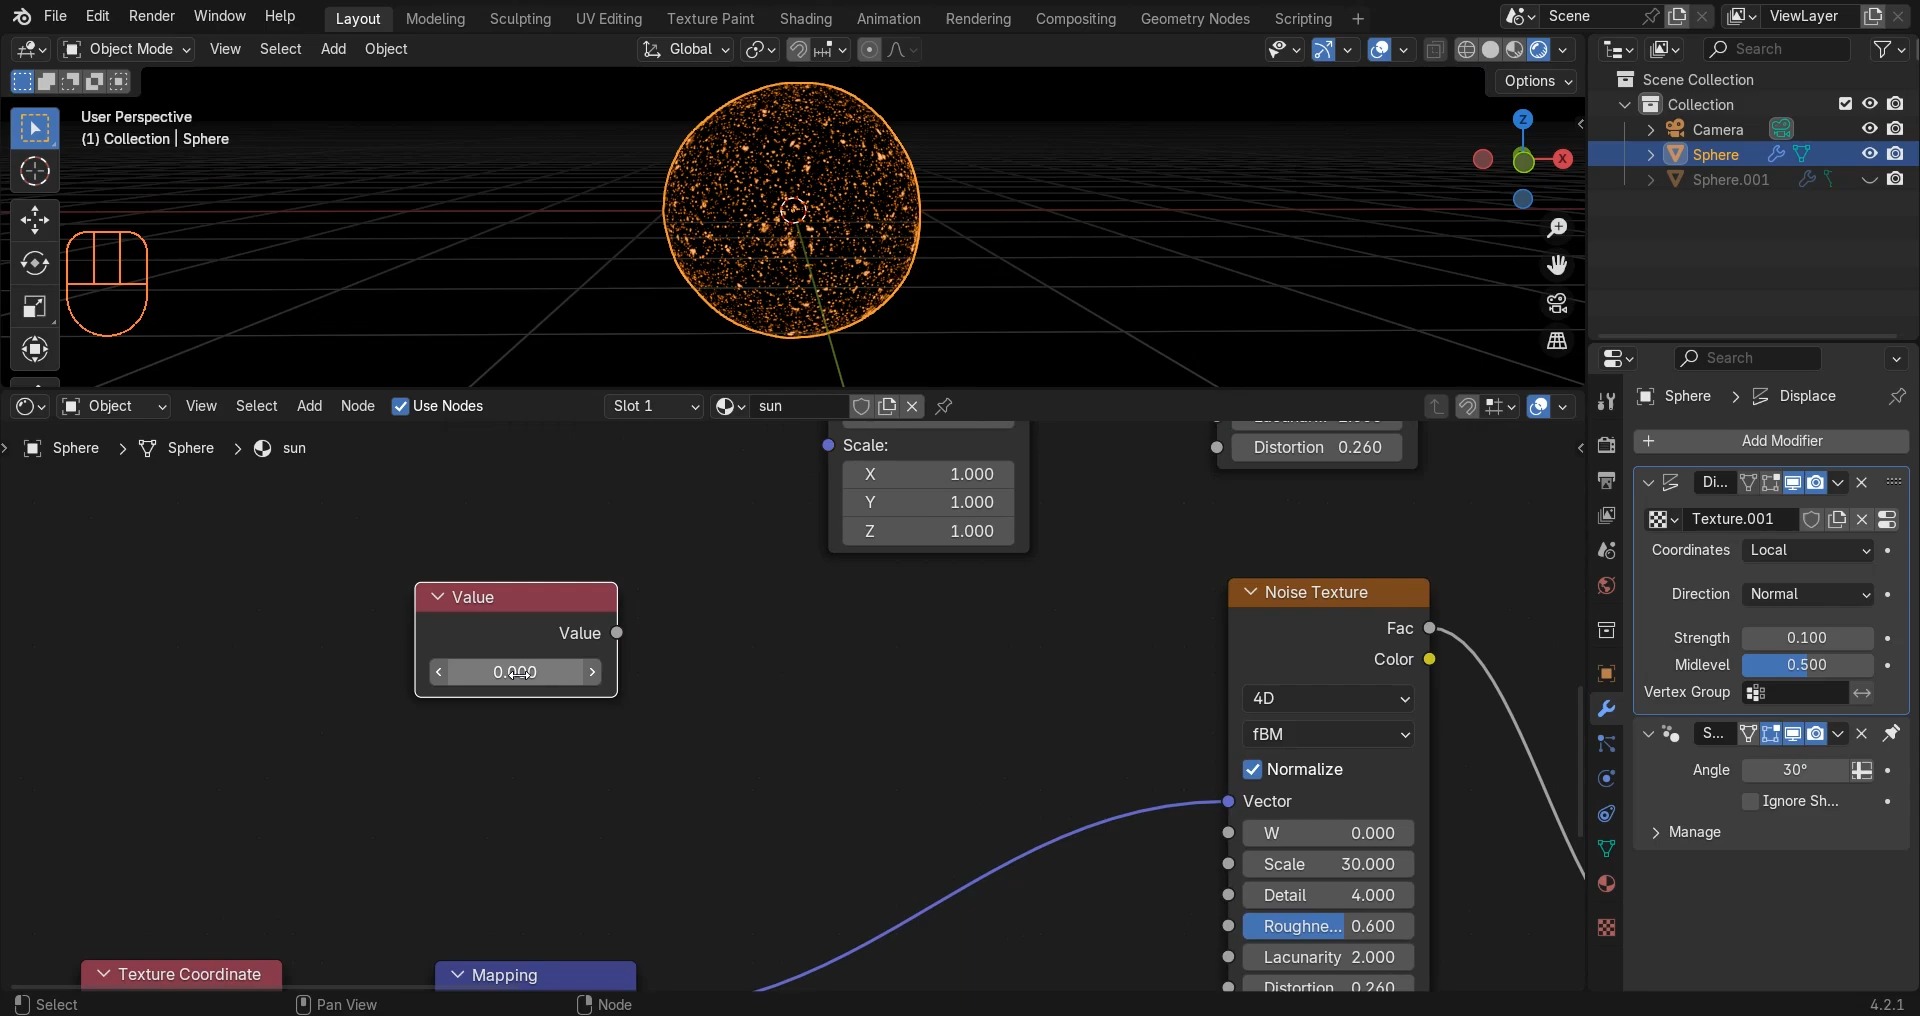 File Edit Render Window Help Layout Modeling Sculpting UV Editing Texture Paint Shading Animation Rendering Compositing Geometry Nodes Scripting + Scene ViewLayer
Object Mode View Select Add Object Global Search
Options
User Perspective
(1) Collection | Sphere
Z
X
Scene Collection
Collection
Camera
Sphere
Sphere.001
Search
Object View Select Add Node Use Nodes Slot 1 sun
Sphere > Sphere > sun
Scale:
X 1.000
Y 1.000
Z 1.000
Distortion 0.260
Value
Value
0.000
Noise Texture
Fac
Color
4D
fBM
Normalize
Vector
W 0.000
Scale 30.000
Detail 4.000
Roughne... 0.600
Lacunarity 2.000
Distortion 0.260
Texture Coordinate
Mapping
Sphere > Displace
+ Add Modifier
Di...
Texture.001
Coordinates Local
Direction Normal
Strength 0.100
Midlevel 0.500
Vertex Group
S...
Angle 30°
Ignore Sh...
Manage
Select Pan View Node 4.2.1